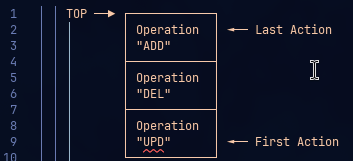 1 TOP
2 Operation Last Action
3 "ADD"
4
5 Operation
6 "DEL"
7
8 Operation
9 "UPD" First Action
10